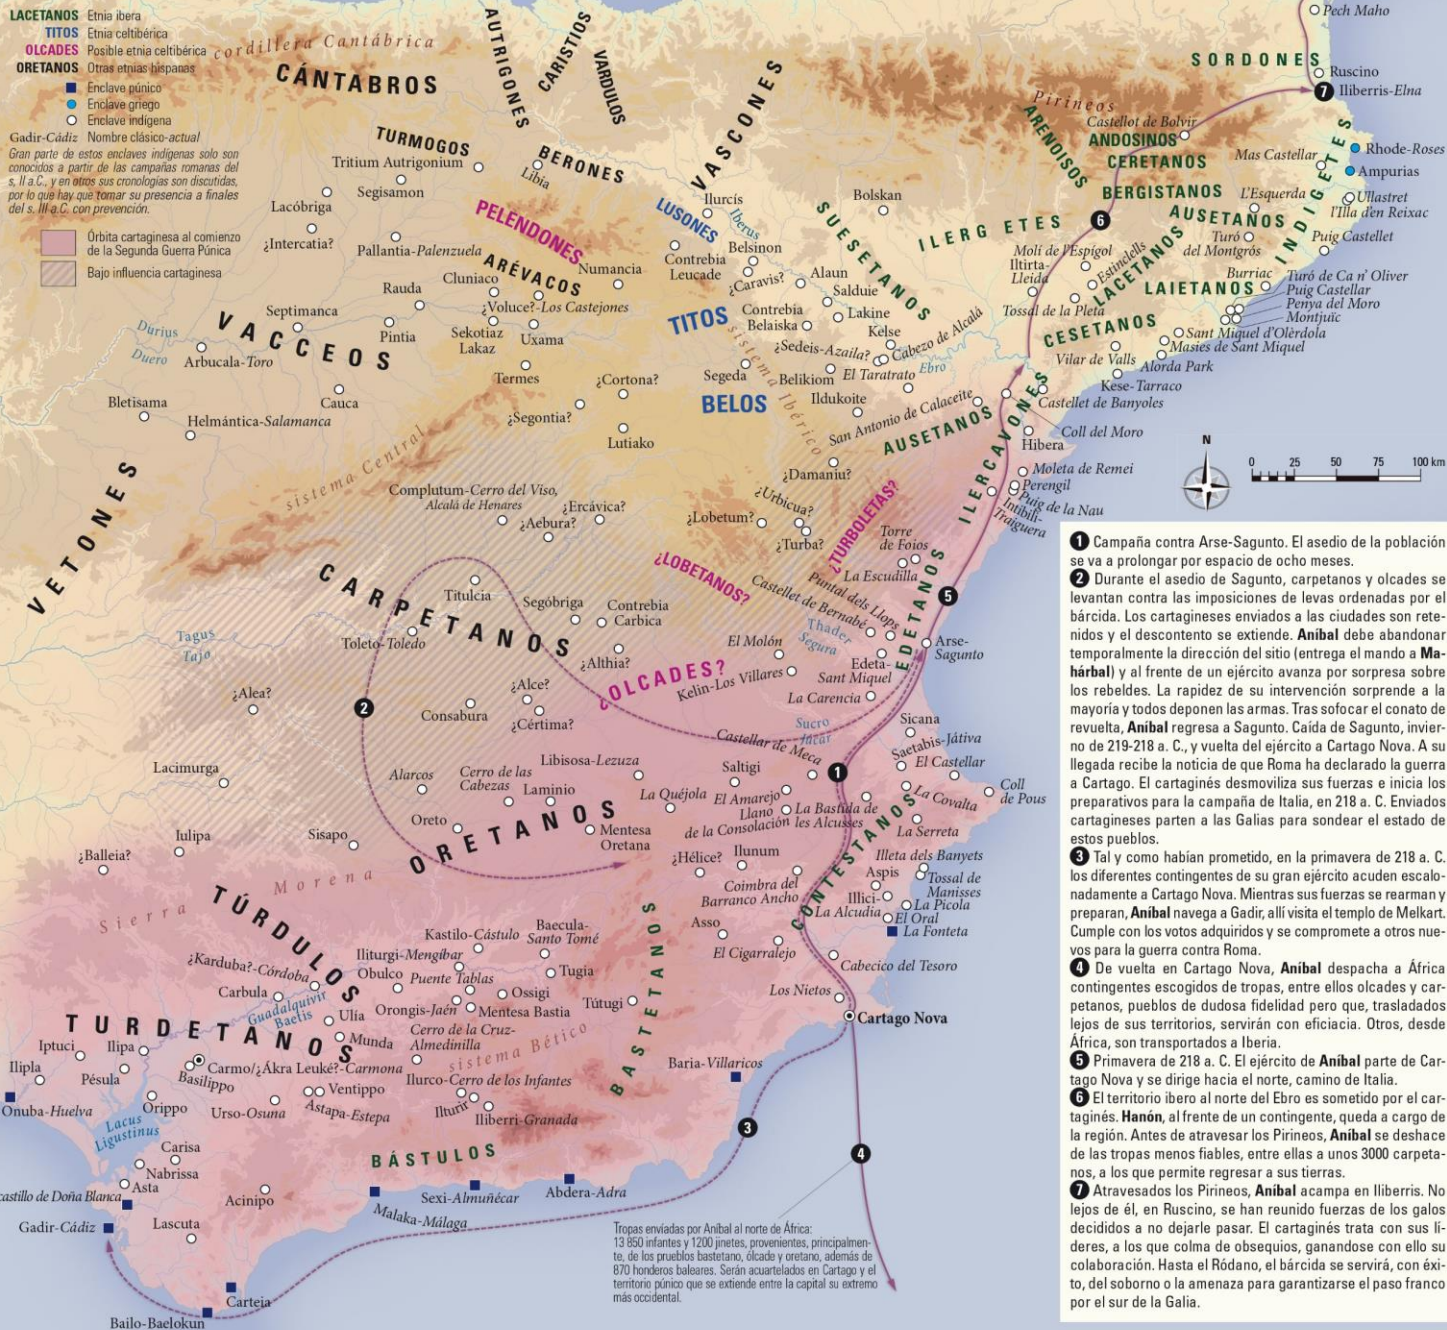 LACETANOS Etnia ibera
TITOS Etnia celtibérica
OLCADES Posible etnia celtibérica
ORETANOS Otras etnias hispanas
Enclave púnico
Enclave griego
Enclave indígena
Gadir-Cádiz Nombre clásico-actual
Gran parte de estos enclaves indígenas solo son
conocidos a partir de las campañas romanas del
s. II a.C., y en otros sus cronologías son discutidas,
por lo que hay que tomar su presencia a finales
del s. III a.C. con prevención.
Órbita cartaginesa al comienzo
de la Segunda Guerra Púnica
Bajo influencia cartaginesa
cordillera Cantábrica
CÁNTABROS
AUTRIGONES
CARISTIOS
VARDULOS
VASCONES
TURMOGOS
BERONES
Tritium Autrigonium
Libia
Segisamon
Lacóbriga
¿Intercatia?
Pallantia-Palenzuela
PELENDONES
LUSONES
Ilurcís
Iberus
ARÉVACOS
Numancia
Cluniaco
Contrebia
Leucade
Belsinon
¿Caravis?
Alaun
Salduie
Rauda
¿Voluce?-Los Castejones
Septimanca
Pintia
Sekotiaz
Lakaz
Uxama
TITOS
Contrebia
Belaiska
Lakine
Kelse
Durius
Duero
VACCEOS
Arbucala-Toro
Termes
¿Cortona?
Segeda
sistema Ibérico
¿Sedeis-Azaila?
Cabezo de Alcalá
Belikiom
El Taratrato
Ebro
Ildukoite
BELOS
Bletisama
Cauca
Helmántica-Salamanca
¿Segontia?
Lutiako
San Antonio de Calaceite
AUSETANOS
sistema Central
VETONES
Complutum-Cerro del Viso,
Alcalá de Henares
¿Aebura?
¿Ercávica?
¿Damaniu?
¿Urbicua?
¿Lobetum?
¿Turba?
¿TURBOLETAS?
¿LOBETANOS?
Bolskan
SUESETANOS
ILERGETES
Pech Maho
SORDONES
Ruscino
7
Iliberris-Elna
Pirineos
Castellot de Bolvir
ARENOISOS
ANDOSINOS
CERETANOS
BERGISTANOS
Mas Castellar
Rhode-Roses
Ampurias
Ullastret
l'Illa d'en Reixac
INDIGETES
L'Esquerda
AUSETANOS
Turó
del Montgrós
Puig Castellet
6
Molí de l'Espígol
Iltirta-
Lleida
Estinclells
Tossal de la Pleta
LACETANOS
LAIETANOS
Burriac
Turó de Ca n' Oliver
Puig Castellar
Penya del Moro
Montjuïc
CESETANOS
Sant Miquel d'Olèrdola
Masies de Sant Miquel
Alorda Park
Vilar de Valls
Kese-Tarraco
Castellet de Banyoles
Coll del Moro
ILERCAVONES
Hibera
Moleta de Remei
Perengil
Puig de la Nau
Intibili-
Traiguera
N
0 25 50 75 100 km
Torre
de Foios
La Escudilla
Puntal dels Llops
Castellet de Bernabé
Thader
Segura
EDETANOS
5
Arse-
Sagunto
Edeta-
Sant Miquel
El Molón
Kelin-Los Villares
La Carencia
CARPETANOS
Titulcia
Toleto-Toledo
Segóbriga
Contrebia
Carbica
¿Althia?
Tagus
Tajo
¿OLCADES?
¿Alea?
2
Consabura
¿Alce?
¿Cértima?
Sucro
Júcar
Castellar de Meca
Sicana
Saetabis-Játiva
El Castellar
1
Coll
de Pous
La Covalta
Lacimurga
Alarcos
Cerro de las
Cabezas
Libisosa-Lezuza
Laminio
Saltigi
La Quéjola
El Amarejo
Llano
de la Consolación
La Bastida de
les Alcusses
La Serreta
Iulipa
Sisapo
Oreto
ORETANOS
Mentesa
Oretana
¿Hélice?
Ilunum
Coimbra del
Barranco Ancho
CONTESTANOS
Illeta dels Banyets
Aspis
Tossal de
Manisses
Illici-
La Alcudia
La Picola
El Oral
La Fonteta
¿Balleia?
Sierra Morena
TÚRDULOS
BASTETANOS
Asso
El Cigarralejo
Cabecico del Tesoro
Los Nietos
Cartago Nova
Kastilo-Cástulo
Baecula-
Santo Tomé
Iliturgi-Mengíbar
¿Karduba?-Córdoba
Obulco
Puente Tablas
Tugia
Carbula
Guadalquivir
Baetis
Ossigi
Orongis-Jaén
Mentesa Bastia
Tútugi
Ulia
TURDETANOS
Munda
Cerro de la Cruz-
Almedinilla
sistema Bético
Iptuci
Ilipa
Ilipla
Pésula
Carmo/¿Ákra Leuké?-Carmona
Basilippo
Ventippo
Ilurco-Cerro de los Infantes
Baria-Villaricos
Onuba-Huelva
Orippo
Urso-Osuna
Astapa-Estepa
Ilturir
Iliberri-Granada
Lacus
Ligustinus
3
4
Carisa
Nabrissa
Asta
BÁSTULOS
castillo de Doña Blanca
Acinipo
Sexi-Almuñécar
Abdera-Adra
Malaka-Málaga
Gadir-Cádiz
Lascuta
Carteia
Bailo-Baelokun
Tropas enviadas por Aníbal al norte de África:
13 850 infantes y 1200 jinetes, provenientes, principalmen-
te, de los prueblos bastetano, ólcade y oretano, además de
870 honderos baleares. Serán acuartelados en Cartago y el
territorio púnico que se extiende entre la capital su extremo
más occidental.
1 Campaña contra Arse-Sagunto. El asedio de la población
se va a prolongar por espacio de ocho meses.
2 Durante el asedio de Sagunto, carpetanos y olcades se
levantan contra las imposiciones de levas ordenadas por el
bárcida. Los cartagineses enviados a las ciudades son rete-
nidos y el descontento se extiende. Aníbal debe abandonar
temporalmente la dirección del sitio (entrega el mando a Ma-
hárbal) y al frente de un ejército avanza por sorpresa sobre
los rebeldes. La rapidez de su intervención sorprende a la
mayoría y todos deponen las armas. Tras sofocar el conato de
revuelta, Aníbal regresa a Sagunto. Caída de Sagunto, invier-
no de 219-218 a. C., y vuelta del ejército a Cartago Nova. A su
llegada recibe la noticia de que Roma ha declarado la guerra
a Cartago. El cartaginés desmoviliza sus fuerzas e inicia los
preparativos para la campaña de Italia, en 218 a. C. Enviados
cartagineses parten a las Galias para sondear el estado de
estos pueblos.
3 Tal y como habían prometido, en la primavera de 218 a. C.
los diferentes contingentes de su gran ejército acuden escalo-
nadamente a Cartago Nova. Mientras sus fuerzas se rearman y
preparan, Aníbal navega a Gadir, allí visita el templo de Melkart.
Cumple con los votos adquiridos y se compromete a otros nue-
vos para la guerra contra Roma.
4 De vuelta en Cartago Nova, Aníbal despacha a África
contingentes escogidos de tropas, entre ellos olcades y car-
petanos, pueblos de dudosa fidelidad pero que, trasladados
lejos de sus territorios, servirán con eficiacia. Otros, desde
África, son transportados a Iberia.
5 Primavera de 218 a. C. El ejército de Aníbal parte de Car-
tago Nova y se dirige hacia el norte, camino de Italia.
6 El territorio ibero al norte del Ebro es sometido por el car-
taginés. Hanón, al frente de un contingente, queda a cargo de
la región. Antes de atravesar los Pirineos, Aníbal se deshace
de las tropas menos fiables, entre ellas a unos 3000 carpeta-
nos, a los que permite regresar a sus tierras.
7 Atravesados los Pirineos, Aníbal acampa en Iliberris. No
lejos de él, en Ruscino, se han reunido fuerzas de los galos
decididos a no dejarle pasar. El cartaginés trata con sus lí-
deres, a los que colma de obsequios, ganandose con ello su
colaboración. Hasta el Ródano, el bárcida se servirá, con éxi-
to, del soborno o la amenaza para garantizarse el paso franco
por el sur de la Galia.